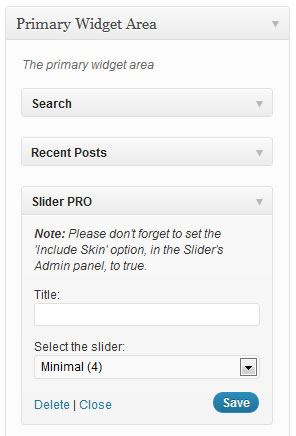 Primary Widget Area
The primary widget area
Search
Recent Posts
Slider PRO
Note: Please don't forget to set the
'Include Skin' option, in the Slider's
Admin panel, to true.
Title:
Select the slider:
Minimal (4)
Delete | Close
Save